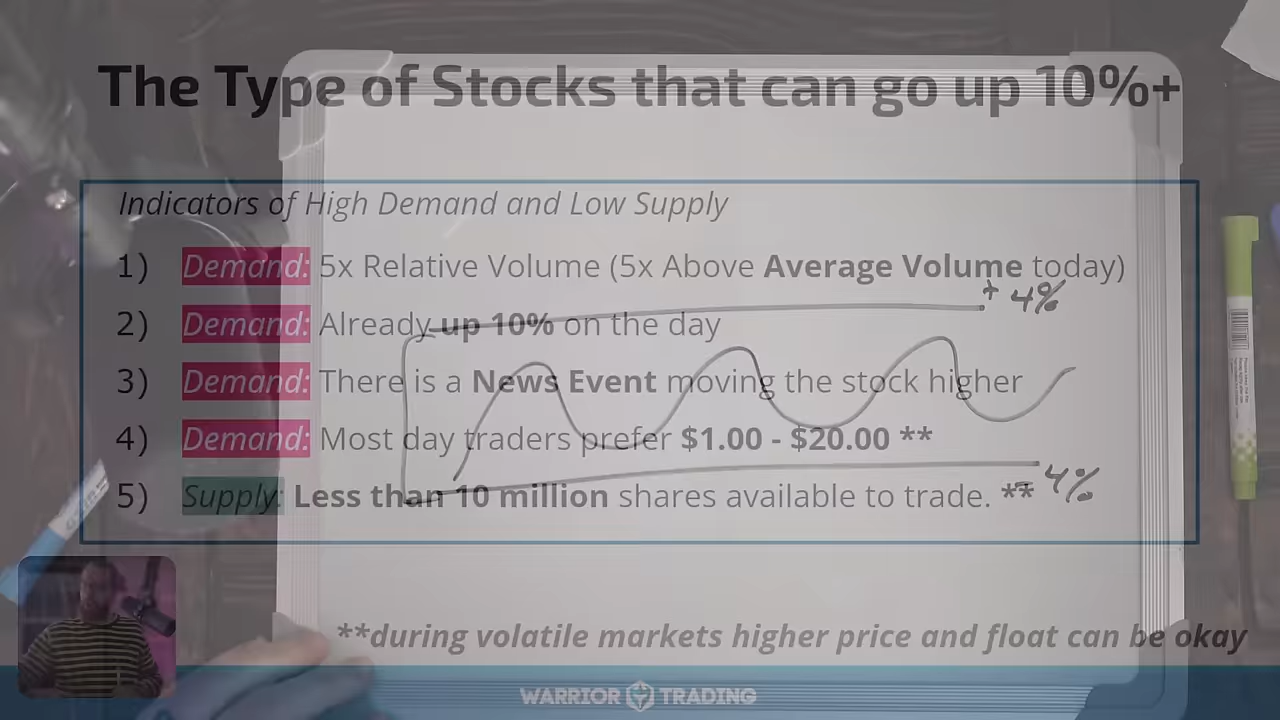 The Type of Stocks that can go up 10%+
Indicators of High Demand and Low Supply
1) Demand: 5x Relative Volume (5x Above Average Volume today)
+ 4%
2) Demand: Already up 10% on the day
3) Demand: There is a News Event moving the stock higher
4) Demand: Most day traders prefer $1.00 - $20.00 **
- 4%
5) Supply: Less than 10 million shares available to trade. **
**during volatile markets higher price and float can be okay
WARRIOR TRADING